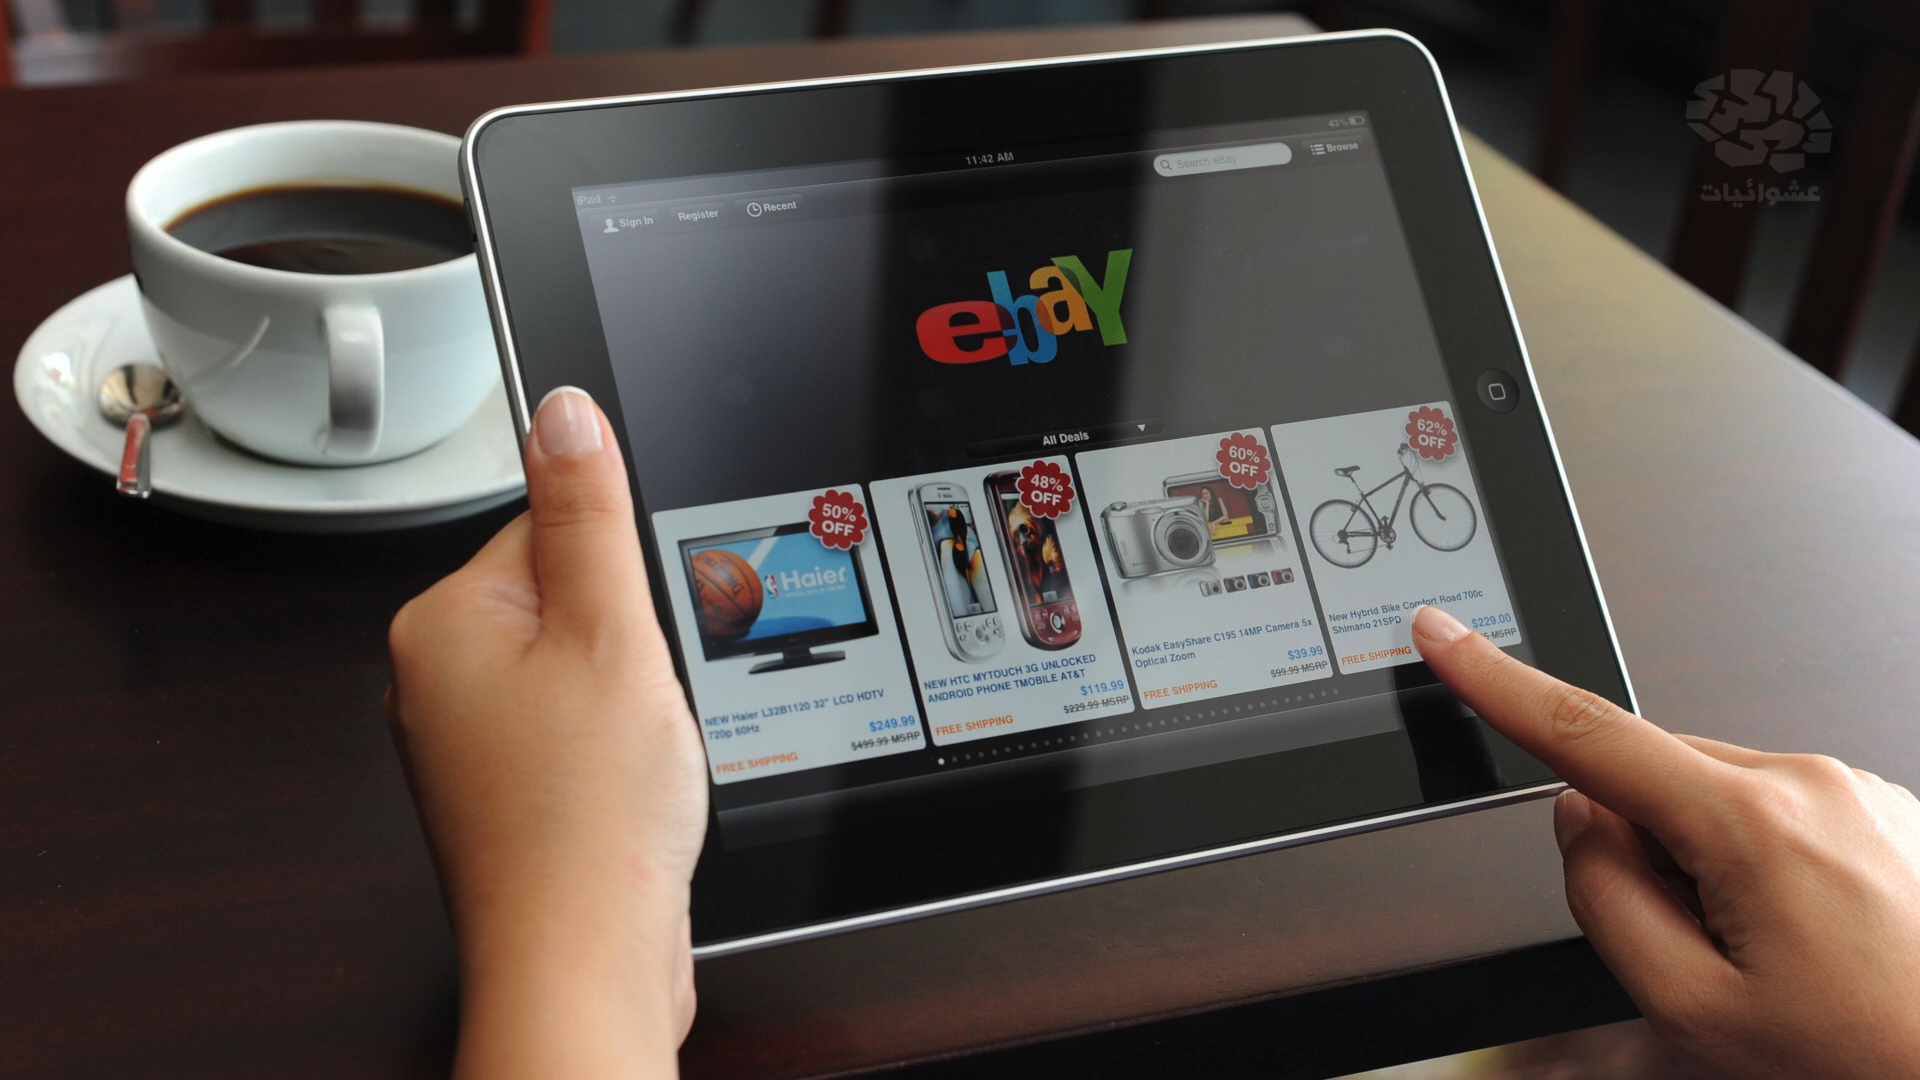 عشوائيات
iPad
11:42 AM
43%
Sign In
Register
Recent
Search eBay
Browse
ebaY
All Deals
50%
OFF
Haier
NEW Haier L32B1120 32" LCD HDTV
720p 60Hz
$249.99
$499.99 MSRP
FREE SHIPPING
48%
OFF
NEW HTC MYTOUCH 3G UNLOCKED
ANDROID PHONE TMOBILE AT&T
$119.99
$229.99 MSRP
FREE SHIPPING
60%
OFF
Kodak EasyShare C195 14MP Camera 5x
Optical Zoom
$39.99
$99.99 MSRP
FREE SHIPPING
62%
OFF
New Hybrid Bike Comfort Road 700c
Shimano 21SPD
$229.00
MSRP
FREE SHIPPING